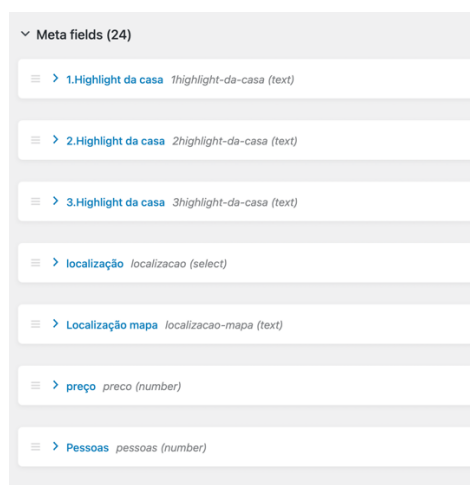 Meta fields (24)
1.Highlight da casa 1highlight-da-casa (text)
2.Highlight da casa 2highlight-da-casa (text)
3.Highlight da casa 3highlight-da-casa (text)
localização localizacao (select)
Localização mapa localizacao-mapa (text)
preço preco (number)
Pessoas pessoas (number)